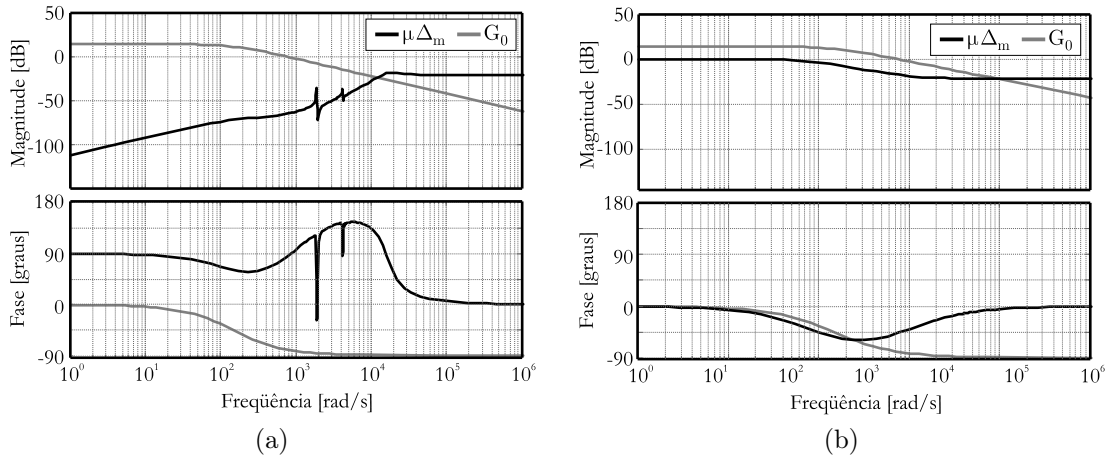 50
0
-50
-100
Magnitude [dB]
μΔm G0
180
90
0
-90
Fase [graus]
10^0 10^1 10^2 10^3 10^4 10^5 10^6
Freqüência [rad/s]
(a)
50
0
-50
-100
Magnitude [dB]
μΔm G0
180
90
0
-90
Fase [graus]
10^0 10^1 10^2 10^3 10^4 10^5 10^6
Freqüência [rad/s]
(b)